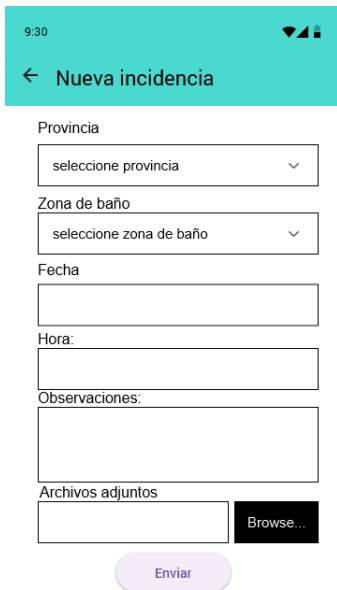 9:30
Nueva incidencia
Provincia
seleccione provincia
Zona de baño
seleccione zona de baño
Fecha
Hora:
Observaciones:
Archivos adjuntos
Browse...
Enviar